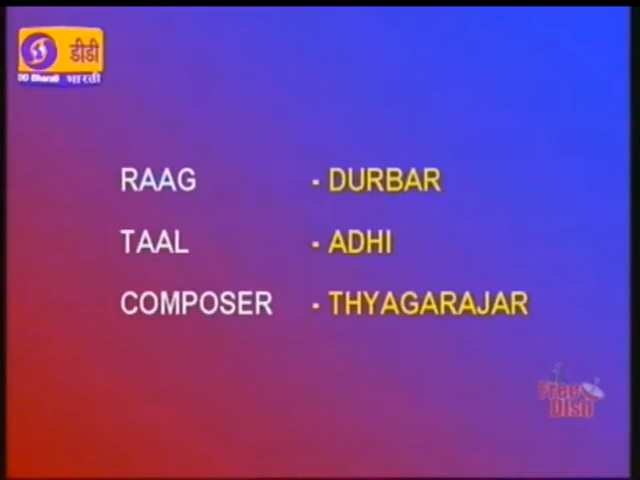 डीडी
DD Bharati भारती
RAAG - DURBAR
TAAL - ADHI
COMPOSER - THYAGARAJAR
Free
Dish